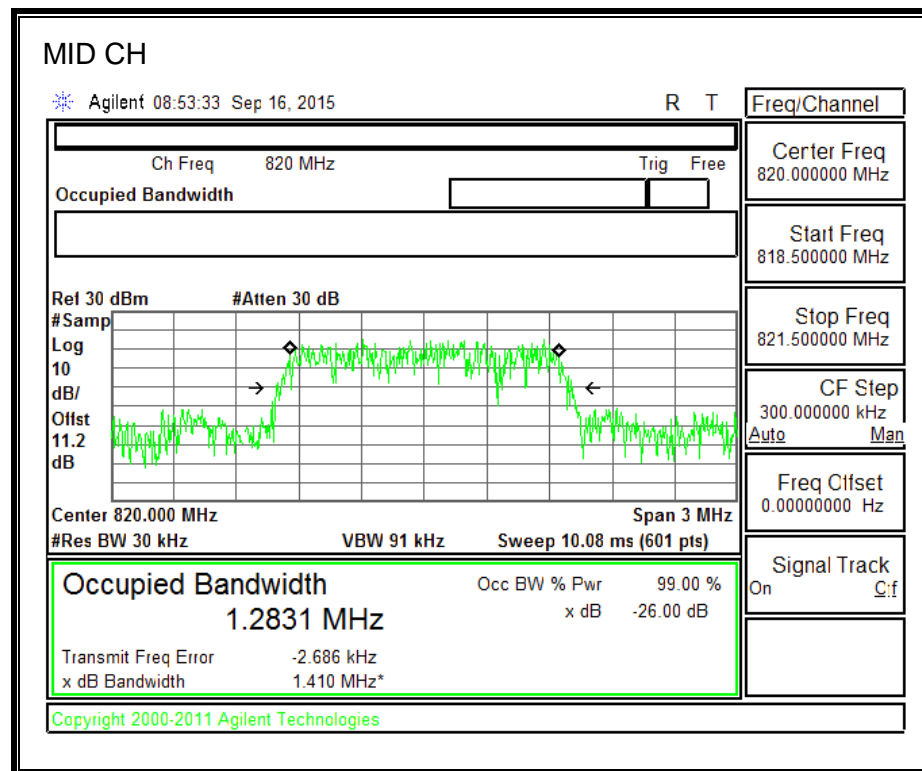 MID CH
Agilent 08:53:33 Sep 16, 2015 R T
Freq/Channel
Ch Freq 820 MHz Trig Free
Occupied Bandwidth
Center Freq
820.000000 MHz
Start Freq
818.500000 MHz
Stop Freq
821.500000 MHz
CF Step
300.000000 kHz
Auto Man
Freq Offset
0.00000000 Hz
Signal Track
On Off
Ref 30 dBm #Atten 30 dB
#Samp
Log
10
dB/
Offst
11.2
dB
Center 820.000 MHz Span 3 MHz
#Res BW 30 kHz VBW 91 kHz Sweep 10.08 ms (601 pts)
Occupied Bandwidth
1.2831 MHz
Occ BW % Pwr 99.00 %
x dB -26.00 dB
Transmit Freq Error -2.686 kHz
x dB Bandwidth 1.410 MHz*
Copyright 2000-2011 Agilent Technologies